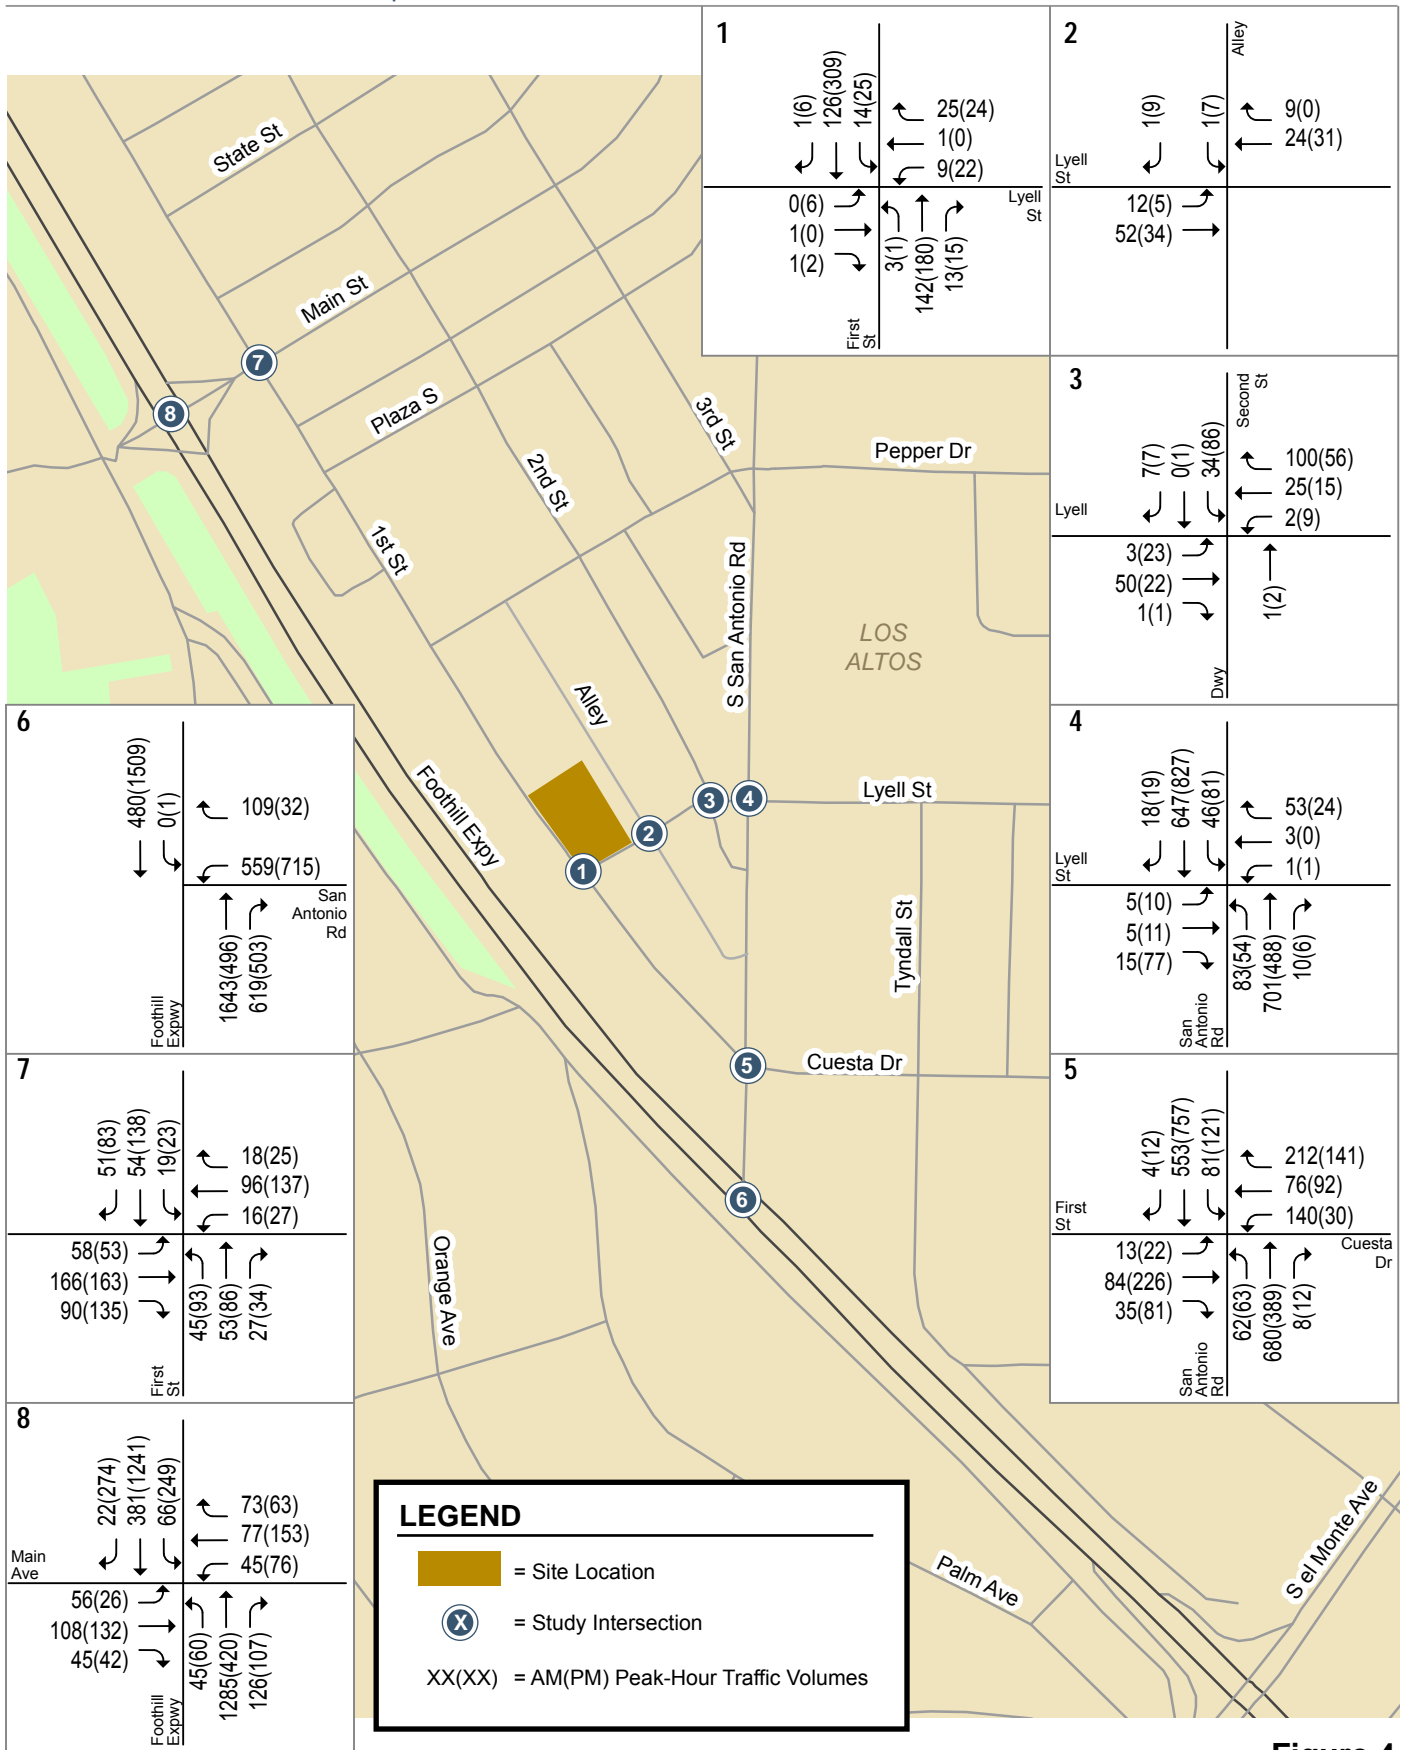 1
1(6)
126(309)
14(25)
25(24)
1(0)
9(22)
0(6)
1(0)
1(2)
3(1)
142(180)
13(15)
Lyell
St
First
St
2
Alley
1(9)
1(7)
9(0)
24(31)
Lyell
St
12(5)
52(34)
3
Second
St
7(7)
0(1)
34(86)
100(56)
25(15)
2(9)
Lyell
3(23)
50(22)
1(1)
1(2)
Dwy
4
18(19)
647(827)
46(81)
53(24)
3(0)
1(1)
Lyell
St
5(10)
5(11)
15(77)
83(54)
701(488)
10(6)
San
Antonio
Rd
5
4(12)
553(757)
81(121)
212(141)
76(92)
140(30)
First
St
Cuesta
Dr
13(22)
84(226)
35(81)
62(63)
680(389)
8(12)
San
Antonio
Rd
6
480(1509)
0(1)
109(32)
559(715)
San
Antonio
Rd
1643(496)
619(503)
Foothill
Expwy
7
51(83)
54(138)
19(23)
18(25)
96(137)
16(27)
58(53)
166(163)
90(135)
45(93)
53(86)
27(34)
First
St
8
22(274)
381(1241)
66(249)
73(63)
77(153)
45(76)
Main
Ave
56(26)
108(132)
45(42)
45(60)
1285(420)
126(107)
Foothill
Expwy
State St
Main St
Plaza S
3rd St
2nd St
1st St
Pepper Dr
S San Antonio Rd
LOS
ALTOS
Alley
Foothill Expy
Lyell St
Tyndall St
Cuesta Dr
Orange Ave
Palm Ave
S el Monte Ave
7
8
3
4
2
1
5
6
LEGEND
= Site Location
X = Study Intersection
XX(XX) = AM(PM) Peak-Hour Traffic Volumes
Figure 4